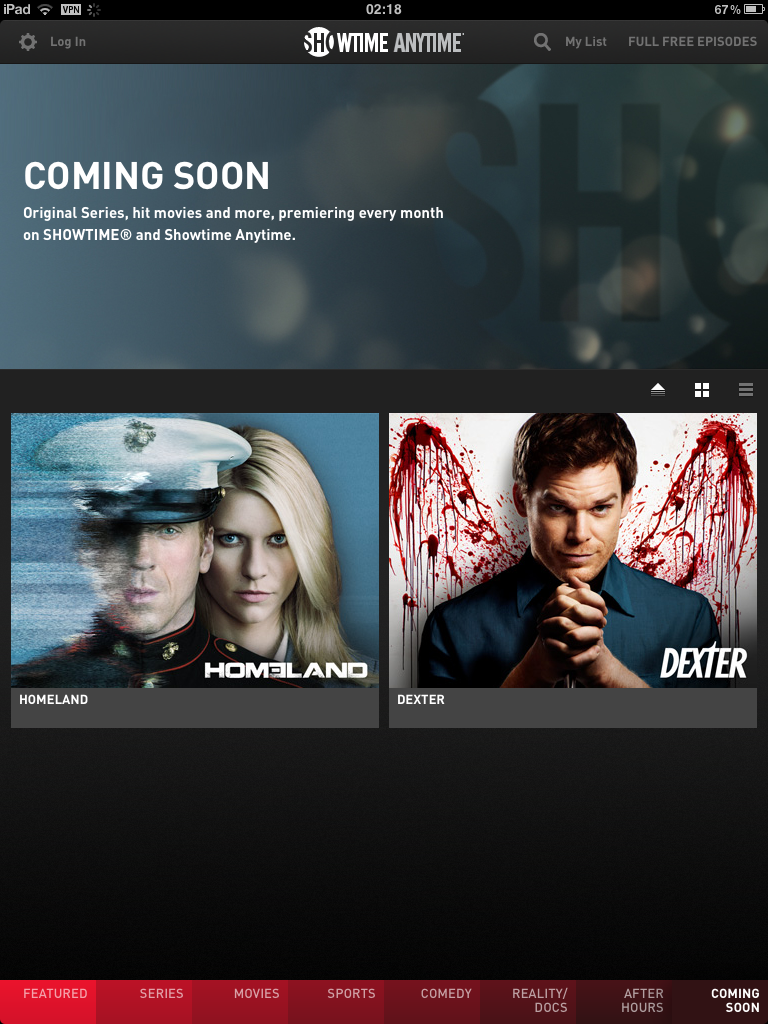 iPad VPN 02:18 67%
Log In SHOWTIME ANYTIME My List FULL FREE EPISODES
SHO
COMING SOON
Original Series, hit movies and more, premiering every month
on SHOWTIME® and Showtime Anytime.
HOMELAND
DEXTER
HOMELAND
DEXTER
FEATURED
SERIES
MOVIES
SPORTS
COMEDY
REALITY/
DOCS
AFTER
HOURS
COMING
SOON